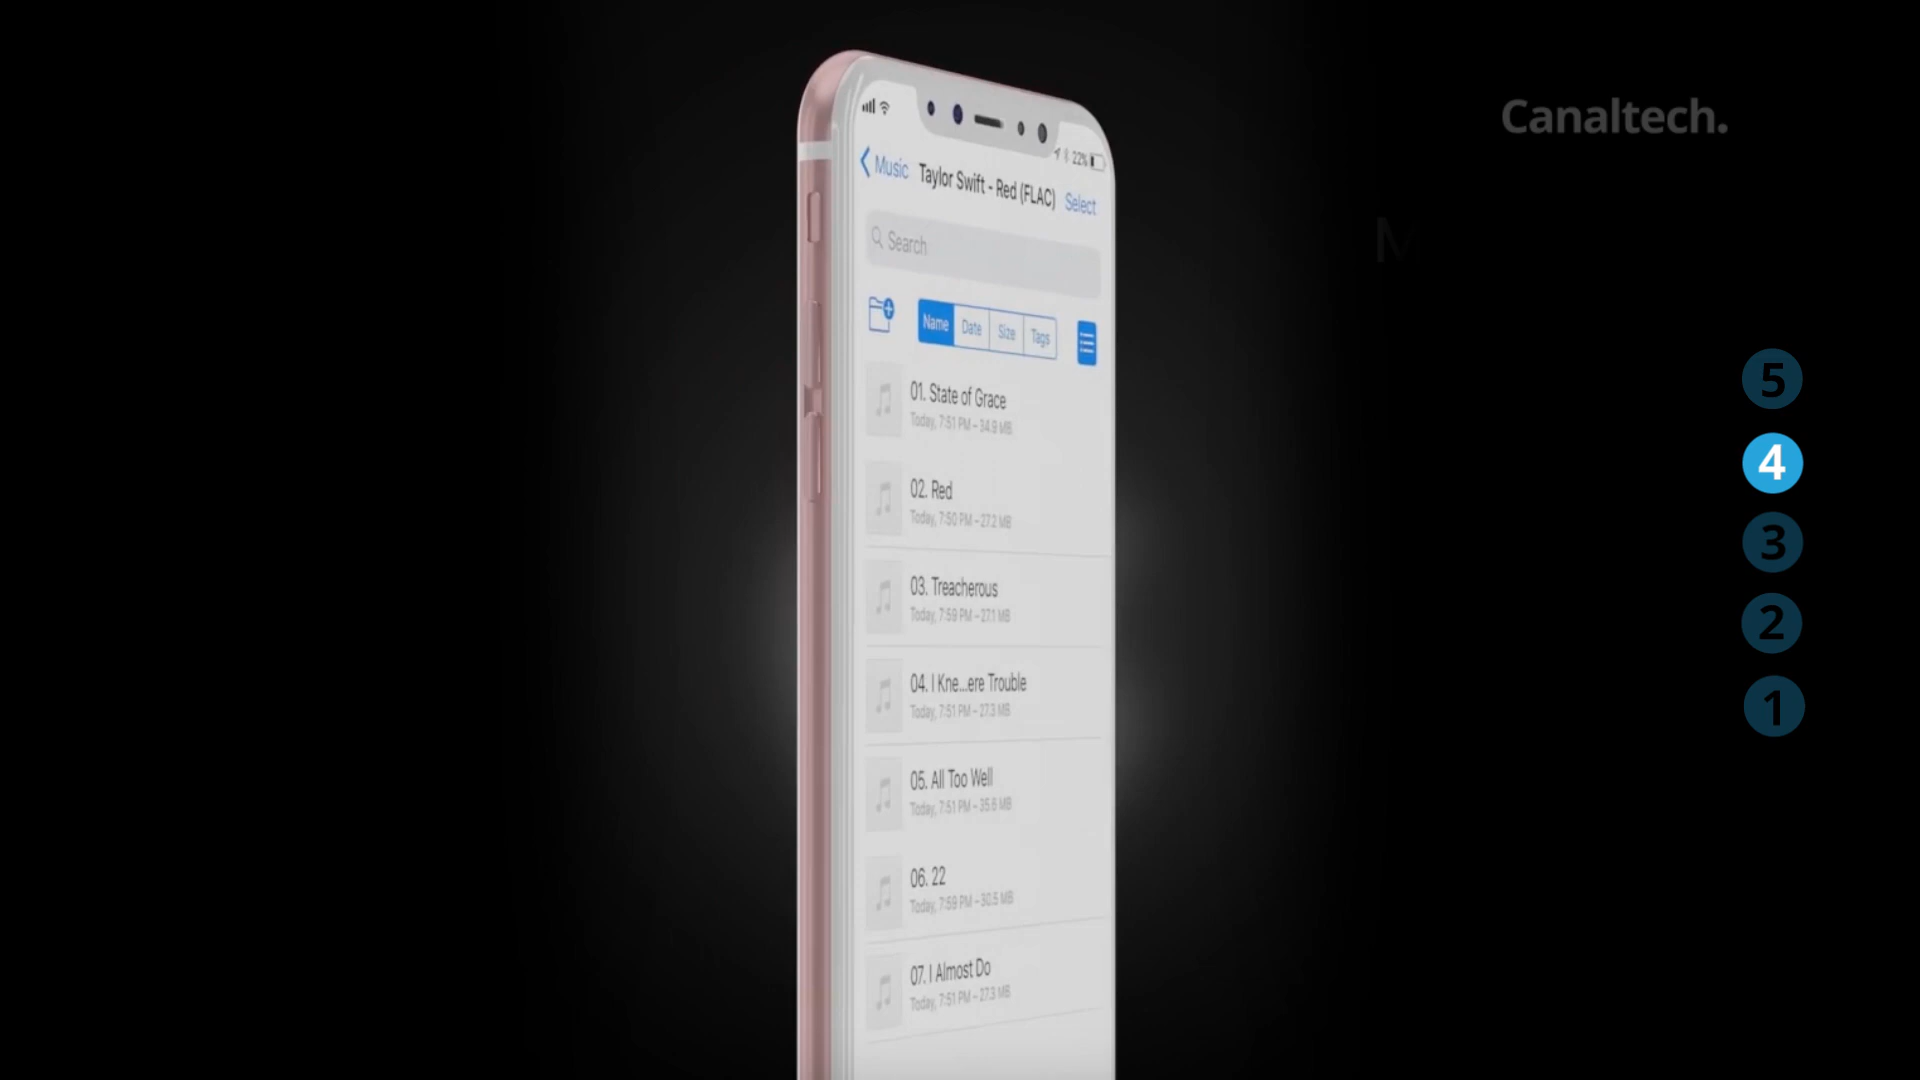 Canaltech.
22%
Music
Taylor Swift - Red (FLAC)
Select
Search
Name
Date
Size
Tags
01. State of Grace
Today, 7:51 PM – 34.9 MB
02. Red
Today, 7:50 PM – 27.2 MB
03. Treacherous
Today, 7:59 PM – 27.1 MB
04. I Kne...ere Trouble
Today, 7:51 PM – 27.3 MB
05. All Too Well
Today, 7:51 PM – 35.6 MB
06. 22
Today, 7:59 PM – 30.5 MB
07. I Almost Do
Today, 7:51 PM – 27.3 MB
M
5
4
3
2
1